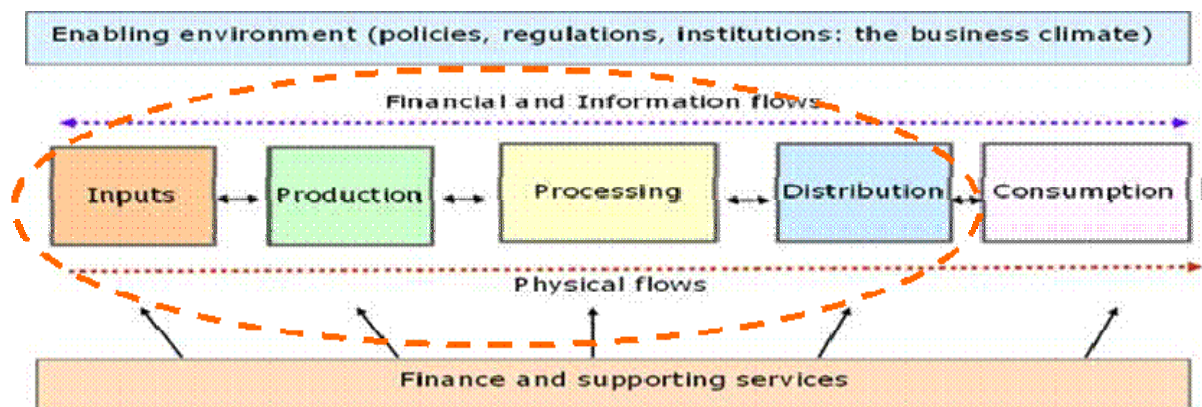 Enabling environment (policies, regulations, institutions: the business climate)
Financial and Information flows
Inputs
Production
Processing
Distribution
Consumption
Physical flows
Finance and supporting services